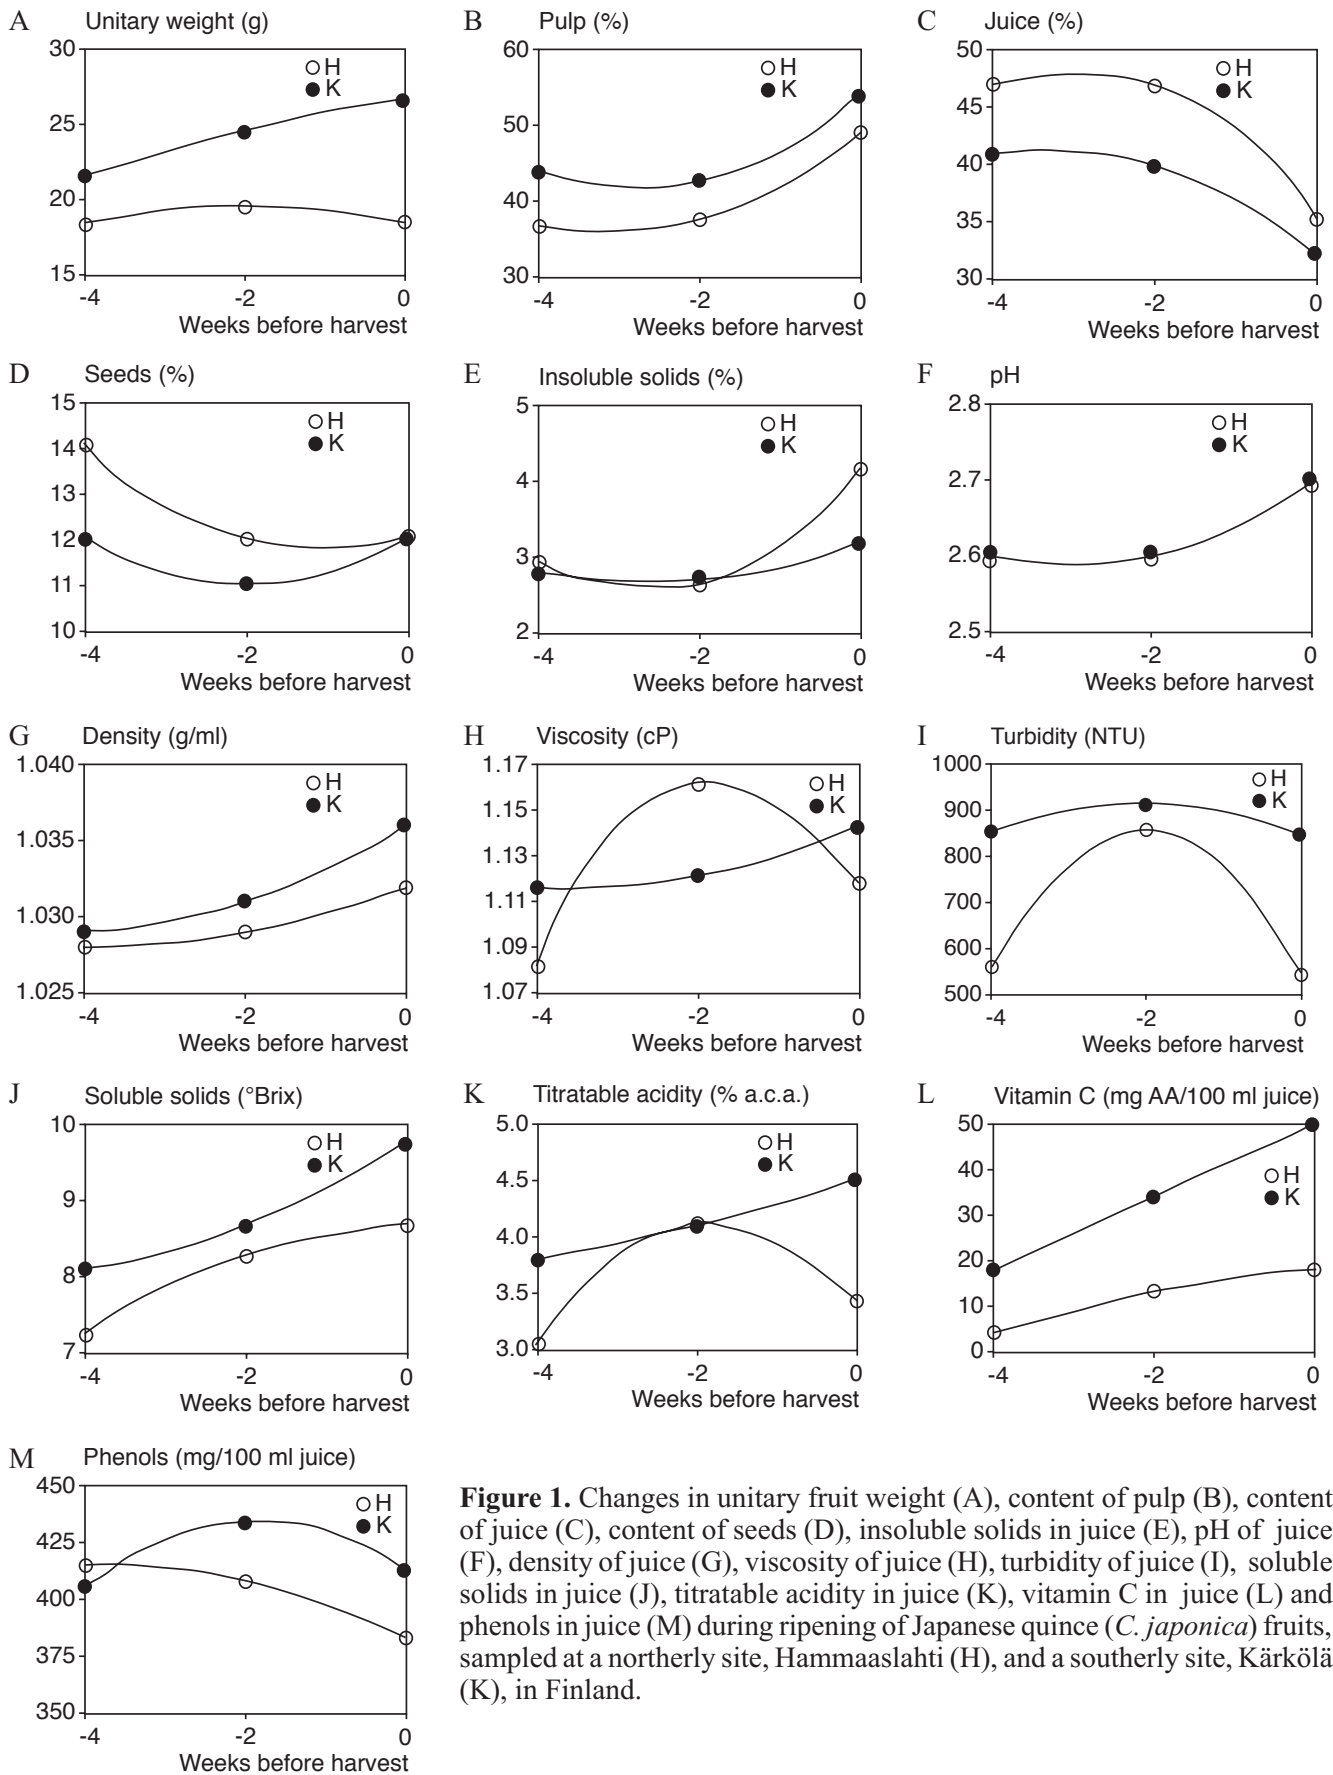 A Unitary weight (g)
30
25
20
15
H
K
-4 -2 0
Weeks before harvest
B Pulp (%)
60
50
40
30
H
K
-4 -2 0
Weeks before harvest
C Juice (%)
50
45
40
35
30
H
K
-4 -2 0
Weeks before harvest
D Seeds (%)
15
14
13
12
11
10
H
K
-4 -2 0
Weeks before harvest
E Insoluble solids (%)
5
4
3
2
H
K
-4 -2 0
Weeks before harvest
F pH
2.8
2.7
2.6
2.5
H
K
-4 -2 0
Weeks before harvest
G Density (g/ml)
1.040
1.035
1.030
1.025
H
K
-4 -2 0
Weeks before harvest
H Viscosity (cP)
1.17
1.15
1.13
1.11
1.09
1.07
H
K
-4 -2 0
Weeks before harvest
I Turbidity (NTU)
1000
900
800
700
600
500
H
K
-4 -2 0
Weeks before harvest
J Soluble solids (°Brix)
10
9
8
7
H
K
-4 -2 0
Weeks before harvest
K Titratable acidity (% a.c.a.)
5.0
4.5
4.0
3.5
3.0
H
K
-4 -2 0
Weeks before harvest
L Vitamin C (mg AA/100 ml juice)
50
40
30
20
10
0
H
K
-4 -2 0
Weeks before harvest
M Phenols (mg/100 ml juice)
450
425
400
375
350
H
K
-4 -2 0
Weeks before harvest
Figure 1. Changes in unitary fruit weight (A), content of pulp (B), content
of juice (C), content of seeds (D), insoluble solids in juice (E), pH of juice
(F), density of juice (G), viscosity of juice (H), turbidity of juice (I), soluble
solids in juice (J), titratable acidity in juice (K), vitamin C in juice (L) and
phenols in juice (M) during ripening of Japanese quince (C. japonica) fruits,
sampled at a northerly site, Hammaaslahti (H), and a southerly site, Kärkölä
(K), in Finland.